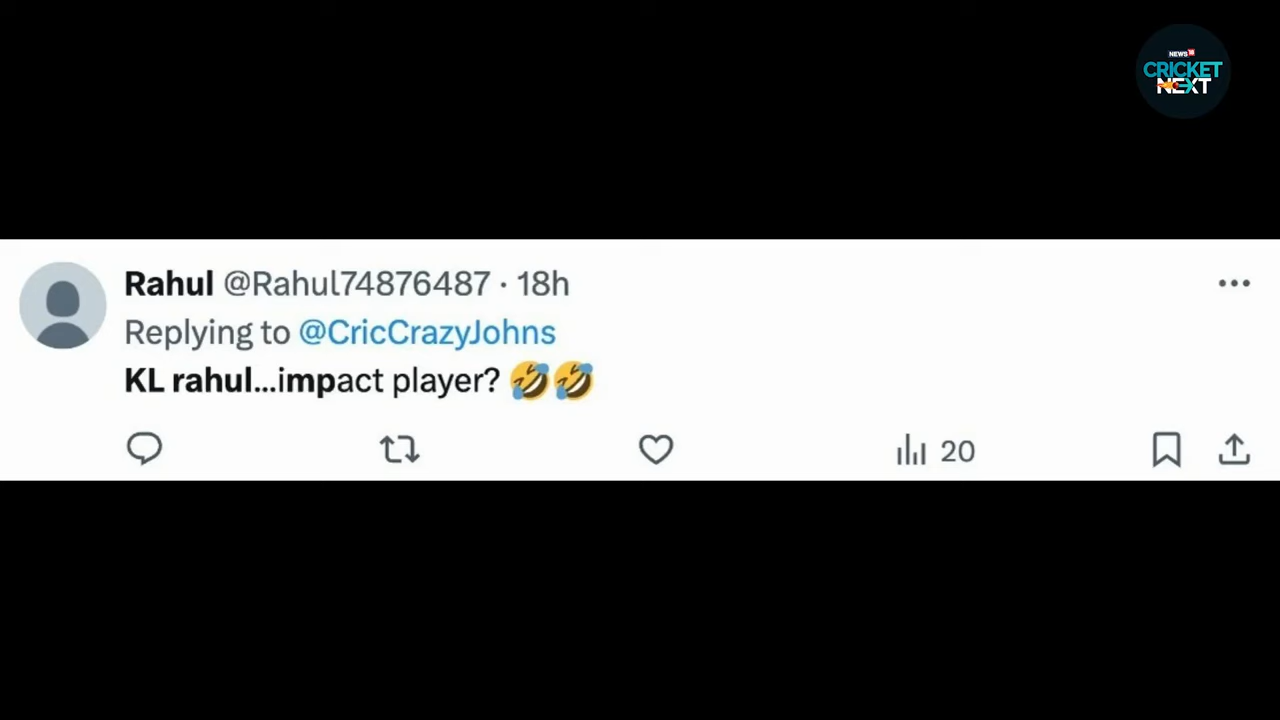 NEWS18
CRICKET
NEXT
Rahul @Rahul74876487 · 18h
Replying to @CricCrazyJohns
KL rahul...impact player? 🤣🤣
20